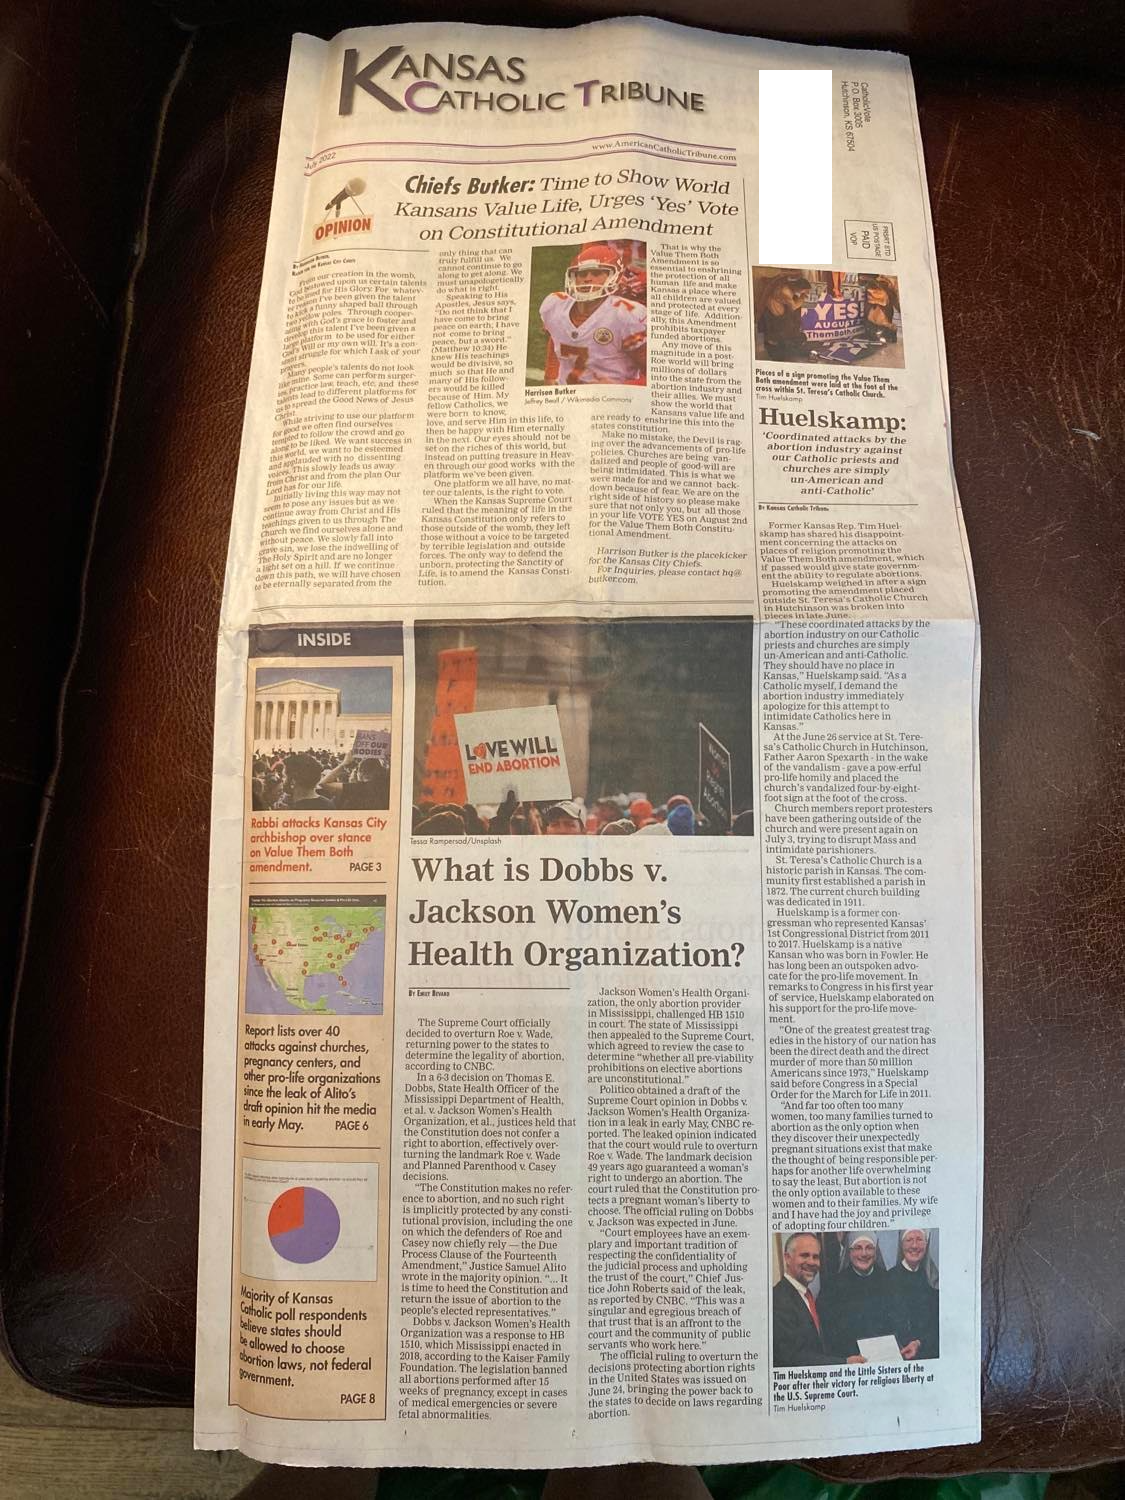 KANSAS
CATHOLIC TRIBUNE
July 2022
www.AmericanCatholicTribune.com
CatholicVote
P.O. Box 3005
Hutchinson, KS 67504
PRSRT STD
US POSTAGE
PAID
VOP
OPINION
Chiefs Butker: Time to Show World
Kansans Value Life, Urges 'Yes' Vote
on Constitutional Amendment
By Harrison Butker,
Kicker for the Kansas City Chiefs
From our creation in the womb,
God bestowed upon us certain talents
to be used for His Glory. For whatev-
er reason I've been given the talent
to kick a funny shaped ball through
two yellow poles. Through cooper-
ating with God's grace to foster and
develop this talent I've been given a
large platform to be used for either
God's Will or my own will. It's a con-
stant struggle for which I ask of your
prayers.
Many people's talents do not look
like mine. Some can perform surger-
ies, practice law, teach, etc, and these
talents lead to different platforms for
us to spread the Good News of Jesus
Christ.
While striving to use our platform
for good we often find ourselves
tempted to follow the crowd and go
along to be liked. We want success in
this world, we want to be esteemed
and applauded with no dissenting
voices. This slowly leads us away
from Christ and from the plan Our
Lord has for our life.
Initially living this way may not
seem to pose any issues but as we
continue away from Christ and His
teachings given to us through The
Church we find ourselves alone and
without peace. We slowly fall into
grave sin, we lose the indwelling of
The Holy Spirit and are no longer
a light set on a hill. If we continue
down this path, we will have chosen
to be eternally separated from the
only thing that can
truly fulfill us. We
cannot continue to go
along to get along. We
must unapologetically
do what is right.
Speaking to His
Apostles, Jesus says,
"Do not think that I
have come to bring
peace on earth; I have
not come to bring
peace, but a sword."
(Matthew 10:34) He
knew His teachings
would be divisive, so
much so that He and
many of His follow-
ers would be killed
because of Him. My
fellow Catholics, we
were born to know,
love, and serve Him in this life, to
then be happy with Him eternally
in the next. Our eyes should not be
set on the riches of this world, but
instead on putting treasure in Heav-
en through our good works with the
platform we've been given.
One platform we all have, no mat-
ter our talents, is the right to vote.
When the Kansas Supreme Court
ruled that the meaning of life in the
Kansas Constitution only refers to
those outside of the womb, they left
those without a voice to be targeted
by terrible legislation and outside
forces. The only way to defend the
unborn, protecting the Sanctity of
Life, is to amend the Kansas Consti-
tution.
Harrison Butker
Jeffrey Beall / Wikimedia Commons
That is why the
Value Them Both
Amendment is so
essential to enshrining
the protection of all
human life and make
Kansas a place where
all children are valued
and protected at every
stage of life. Addition-
ally, this Amendment
prohibits taxpayer
funded abortions.
Any move of this
magnitude in a post-
Roe world will bring
millions of dollars
into the state from the
abortion industry and
their allies. We must
show the world that
Kansans value life and
are ready to enshrine this into the
states constitution.
Make no mistake, the Devil is rag-
ing over the advancements of pro-life
policies. Churches are being van-
dalized and people of good will are
being intimidated. This is what we
were made for and we cannot back-
down because of fear. We are on the
right side of history so please make
sure that not only you, but all those
in your life VOTE YES on August 2nd
for the Value Them Both Constitu-
tional Amendment.
Harrison Butker is the placekicker
for the Kansas City Chiefs.
For Inquiries, please contact hq@
butker.com.
YES!
AUGUST
ThemBoth.com
Pieces of a sign promoting the Value Them
Both amendment were laid at the foot of the
cross within St. Teresa's Catholic Church.
Tim Huelskamp
Huelskamp:
'Coordinated attacks by the
abortion industry against
our Catholic priests and
churches are simply
un-American and
anti-Catholic'
By Kansas Catholic Tribune
Former Kansas Rep. Tim Huel-
skamp has shared his disappoint-
ment concerning the attacks on
places of religion promoting the
Value Them Both amendment, which
if passed would give state govern-
ment the ability to regulate abortions.
Huelskamp weighed in after a sign
promoting the amendment placed
outside St. Teresa's Catholic Church
in Hutchinson was broken into
pieces in late June.
"These coordinated attacks by the
abortion industry on our Catholic
priests and churches are simply
un-American and anti-Catholic.
They should have no place in
Kansas," Huelskamp said. "As a
Catholic myself, I demand the
abortion industry immediately
apologize for this attempt to
intimidate Catholics here in
Kansas."
At the June 26 service at St. Tere-
sa's Catholic Church in Hutchinson,
Father Aaron Spexarth - in the wake
of the vandalism - gave a powerful
pro-life homily and placed the
church's vandalized four-by-eight-
foot sign at the foot of the cross.
Church members report protesters
have been gathering outside of the
church and were present again on
July 3, trying to disrupt Mass and
intimidate parishioners.
St. Teresa's Catholic Church is a
historic parish in Kansas. The com-
munity first established a parish in
1872. The current church building
was dedicated in 1911.
Huelskamp is a former con-
gressman who represented Kansas'
1st Congressional District from 2011
to 2017. Huelskamp is a native
Kansan who was born in Fowler. He
has long been an outspoken advo-
cate for the pro-life movement. In
remarks to Congress in his first year
of service, Huelskamp elaborated on
his support for the pro-life move-
ment.
"One of the greatest greatest trag-
edies in the history of our nation has
been the direct death and the direct
murder of more than 50 million
Americans since 1973," Huelskamp
said before Congress in a Special
Order for the March for Life in 2011.
"And far too often too many
women, too many families turned to
abortion as the only option when
they discover their unexpectedly
pregnant situations exist that make
the thought of being responsible per-
haps for another life overwhelming
to say the least. But abortion is not
the only option available to these
women and to their families. My wife
and I have had the joy and privilege
of adopting four children."
Tim Huelskamp and the Little Sisters of the
Poor after their victory for religious liberty at
the U.S. Supreme Court.
Tim Huelskamp
INSIDE
BANS
OFF OUR
BODIES
Rabbi attacks Kansas City
archbishop over stance
on Value Them Both
amendment. PAGE 3
Report lists over 40
attacks against churches,
pregnancy centers, and
other pro-life organizations
since the leak of Alito's
draft opinion hit the media
in early May. PAGE 6
Majority of Kansas
Catholic poll respondents
believe states should
be allowed to choose
abortion laws, not federal
government.
PAGE 8
LOVE WILL
END ABORTION
Tessa Rampersad/Unsplash
What is Dobbs v.
Jackson Women's
Health Organization?
By Emily Bevard
The Supreme Court officially
decided to overturn Roe v. Wade,
returning power to the states to
determine the legality of abortion,
according to CNBC.
In a 6-3 decision on Thomas E.
Dobbs, State Health Officer of the
Mississippi Department of Health,
et al. v. Jackson Women's Health
Organization, et al., justices held that
the Constitution does not confer a
right to abortion, effectively over-
turning the landmark Roe v. Wade
and Planned Parenthood v. Casey
decisions.
"The Constitution makes no refer-
ence to abortion, and no such right
is implicitly protected by any consti-
tutional provision, including the one
on which the defenders of Roe and
Casey now chiefly rely — the Due
Process Clause of the Fourteenth
Amendment," Justice Samuel Alito
wrote in the majority opinion. "... It
is time to heed the Constitution and
return the issue of abortion to the
people's elected representatives."
Dobbs v. Jackson Women's Health
Organization was a response to HB
1510, which Mississippi enacted in
2018, according to the Kaiser Family
Foundation. The legislation banned
all abortions performed after 15
weeks of pregnancy, except in cases
of medical emergencies or severe
fetal abnormalities.
Jackson Women's Health Organi-
zation, the only abortion provider
in Mississippi, challenged HB 1510
in court. The state of Mississippi
then appealed to the Supreme Court,
which agreed to review the case to
determine "whether all pre-viability
prohibitions on elective abortions
are unconstitutional."
Politico obtained a draft of the
Supreme Court opinion in Dobbs v.
Jackson Women's Health Organiza-
tion in a leak in early May, CNBC re-
ported. The leaked opinion indicated
that the court would rule to overturn
Roe v. Wade. The landmark decision
49 years ago guaranteed a woman's
right to undergo an abortion. The
court ruled that the Constitution pro-
tects a pregnant woman's liberty to
choose. The official ruling on Dobbs
v. Jackson was expected in June.
"Court employees have an exem-
plary and important tradition of
respecting the confidentiality of
the judicial process and upholding
the trust of the court," Chief Jus-
tice John Roberts said of the leak,
as reported by CNBC. "This was a
singular and egregious breach of
that trust that is an affront to the
court and the community of public
servants who work here."
The official ruling to overturn the
decisions protecting abortion rights
in the United States was issued on
June 24, bringing the power back to
the states to decide on laws regarding
abortion.